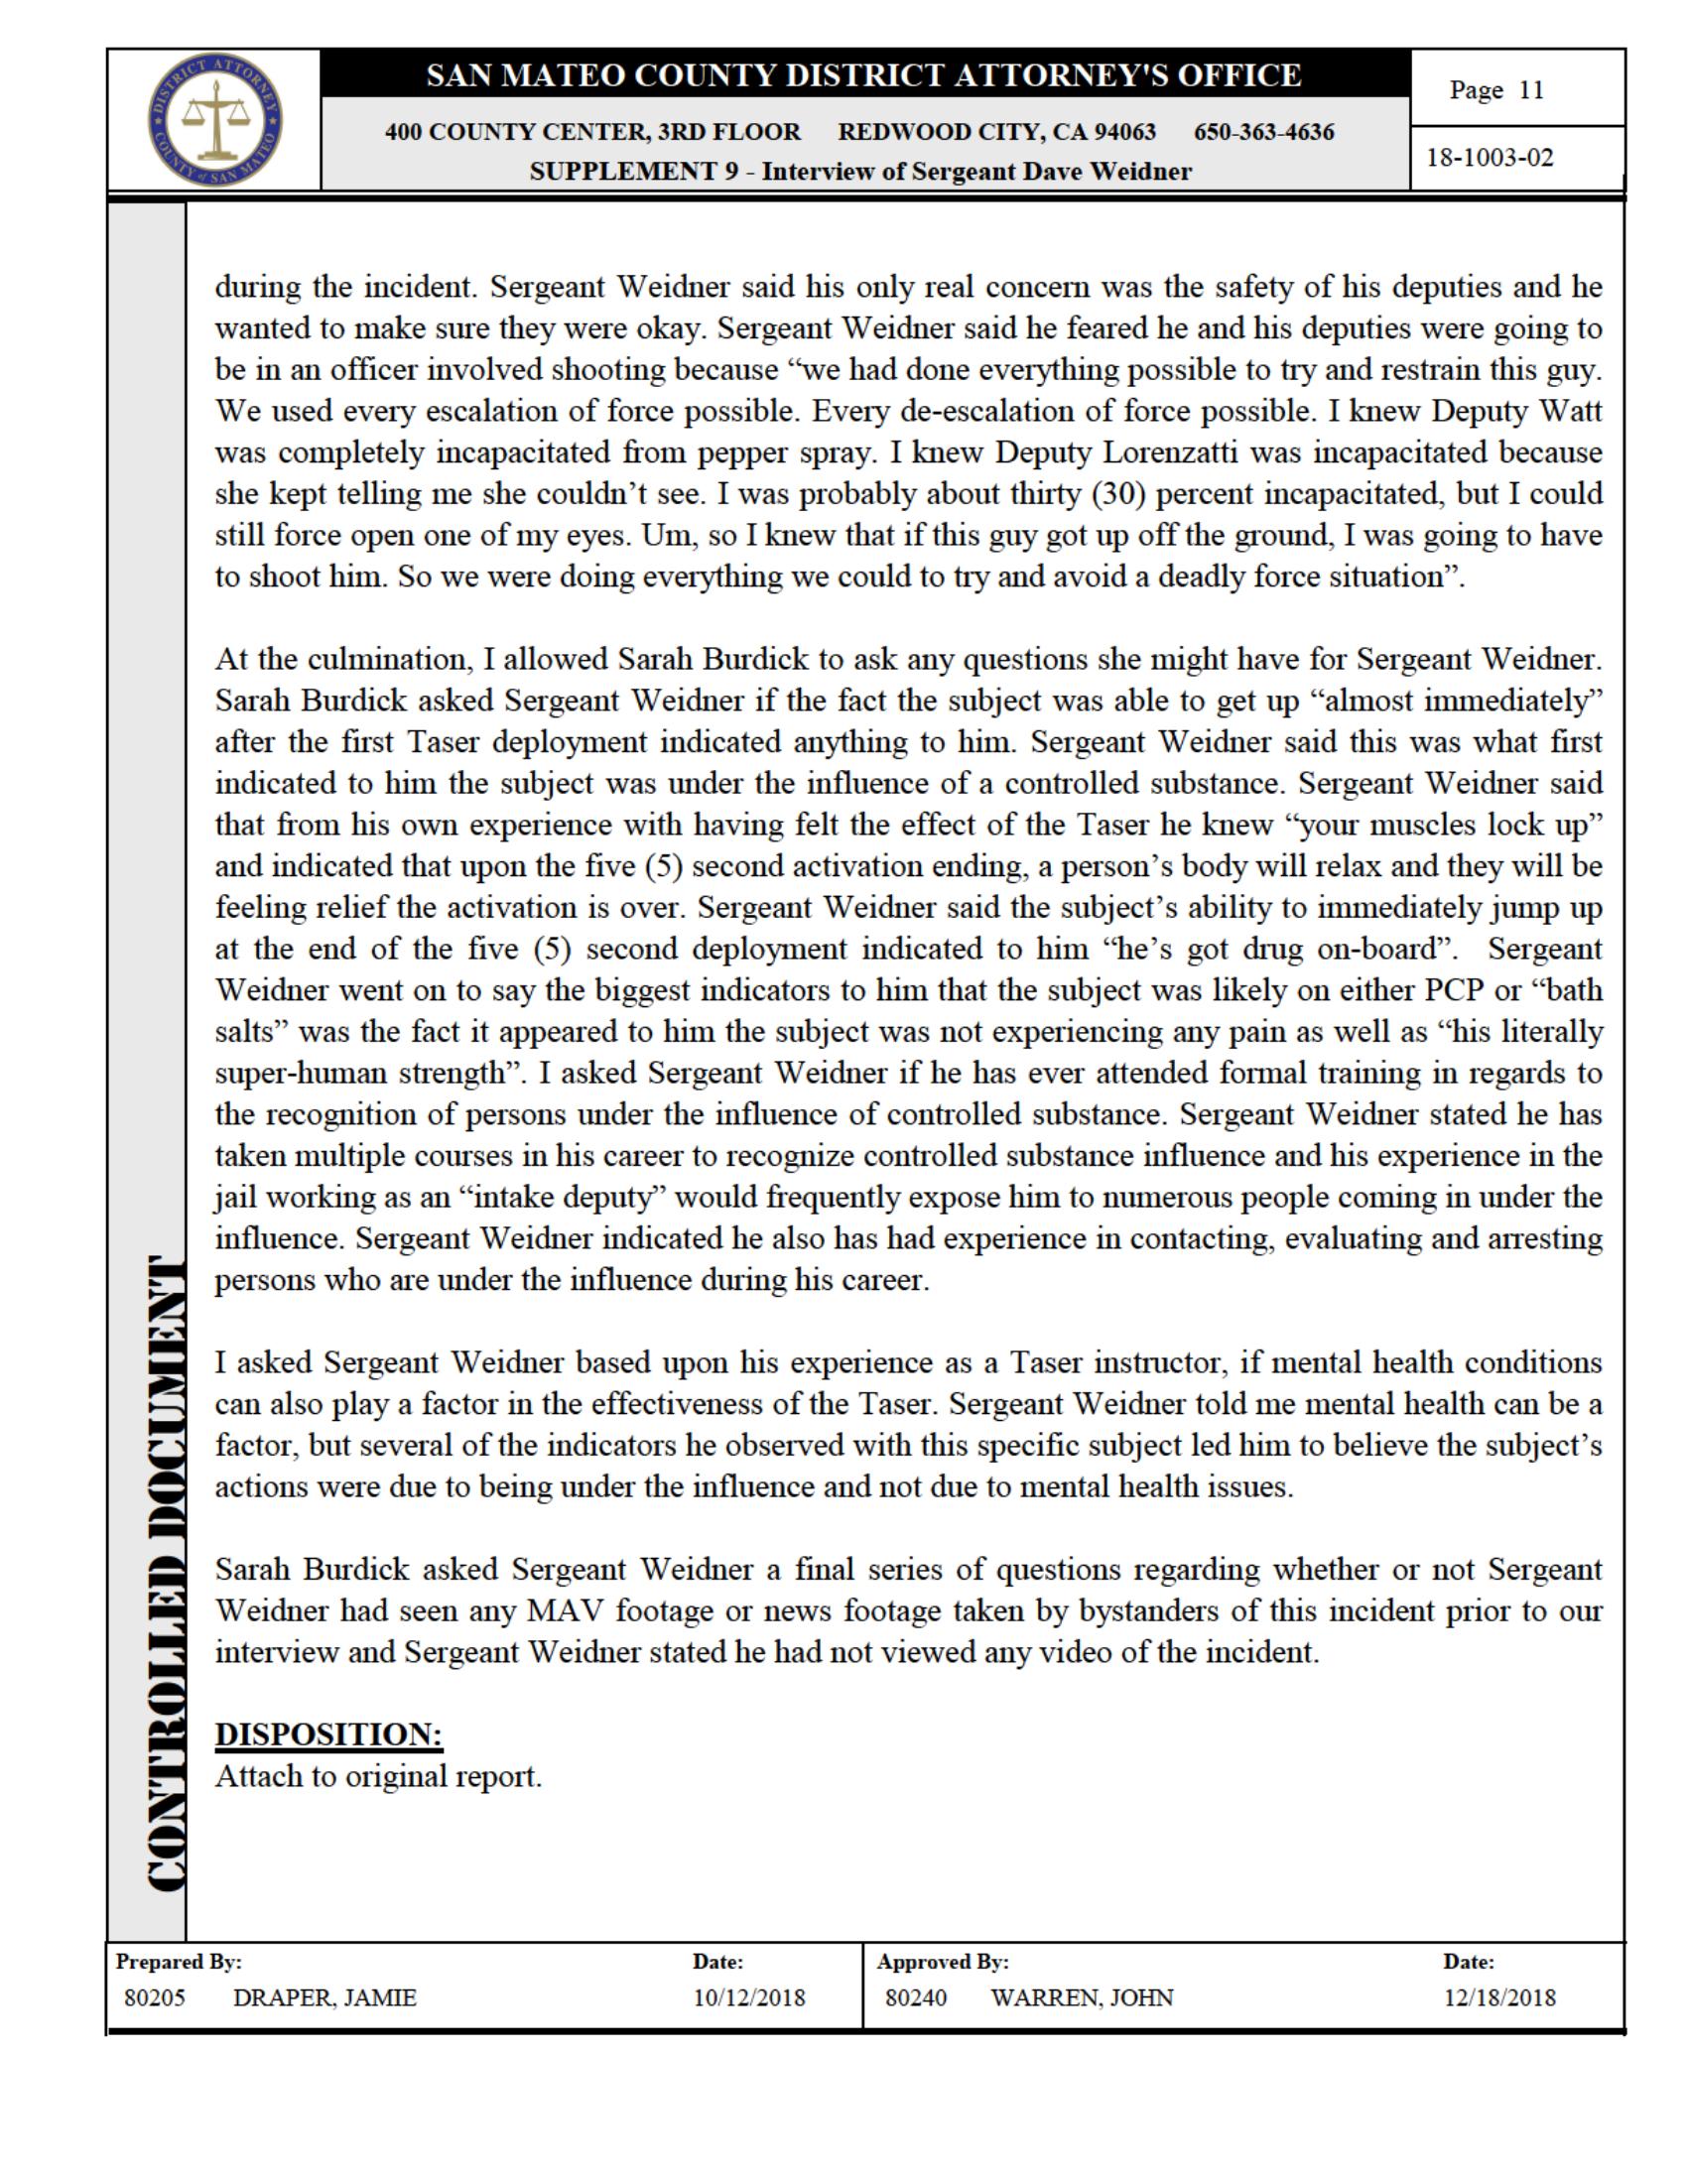 DISTRICT ATTORNEY
COUNTY of SAN MATEO
SAN MATEO COUNTY DISTRICT ATTORNEY'S OFFICE
400 COUNTY CENTER, 3RD FLOOR REDWOOD CITY, CA 94063 650-363-4636
SUPPLEMENT 9 - Interview of Sergeant Dave Weidner
Page 11
18-1003-02
during the incident. Sergeant Weidner said his only real concern was the safety of his deputies and he
wanted to make sure they were okay. Sergeant Weidner said he feared he and his deputies were going to
be in an officer involved shooting because “we had done everything possible to try and restrain this guy.
We used every escalation of force possible. Every de-escalation of force possible. I knew Deputy Watt
was completely incapacitated from pepper spray. I knew Deputy Lorenzatti was incapacitated because
she kept telling me she couldn’t see. I was probably about thirty (30) percent incapacitated, but I could
still force open one of my eyes. Um, so I knew that if this guy got up off the ground, I was going to have
to shoot him. So we were doing everything we could to try and avoid a deadly force situation”.
At the culmination, I allowed Sarah Burdick to ask any questions she might have for Sergeant Weidner.
Sarah Burdick asked Sergeant Weidner if the fact the subject was able to get up “almost immediately”
after the first Taser deployment indicated anything to him. Sergeant Weidner said this was what first
indicated to him the subject was under the influence of a controlled substance. Sergeant Weidner said
that from his own experience with having felt the effect of the Taser he knew “your muscles lock up”
and indicated that upon the five (5) second activation ending, a person’s body will relax and they will be
feeling relief the activation is over. Sergeant Weidner said the subject’s ability to immediately jump up
at the end of the five (5) second deployment indicated to him “he’s got drug on-board”. Sergeant
Weidner went on to say the biggest indicators to him that the subject was likely on either PCP or “bath
salts” was the fact it appeared to him the subject was not experiencing any pain as well as “his literally
super-human strength”. I asked Sergeant Weidner if he has ever attended formal training in regards to
the recognition of persons under the influence of controlled substance. Sergeant Weidner stated he has
taken multiple courses in his career to recognize controlled substance influence and his experience in the
jail working as an “intake deputy” would frequently expose him to numerous people coming in under the
influence. Sergeant Weidner indicated he also has had experience in contacting, evaluating and arresting
persons who are under the influence during his career.
I asked Sergeant Weidner based upon his experience as a Taser instructor, if mental health conditions
can also play a factor in the effectiveness of the Taser. Sergeant Weidner told me mental health can be a
factor, but several of the indicators he observed with this specific subject led him to believe the subject’s
actions were due to being under the influence and not due to mental health issues.
Sarah Burdick asked Sergeant Weidner a final series of questions regarding whether or not Sergeant
Weidner had seen any MAV footage or news footage taken by bystanders of this incident prior to our
interview and Sergeant Weidner stated he had not viewed any video of the incident.
DISPOSITION:
Attach to original report.
CONTROLLED DOCUMENT
Prepared By: Date: Approved By: Date:
80205 DRAPER, JAMIE 10/12/2018 80240 WARREN, JOHN 12/18/2018